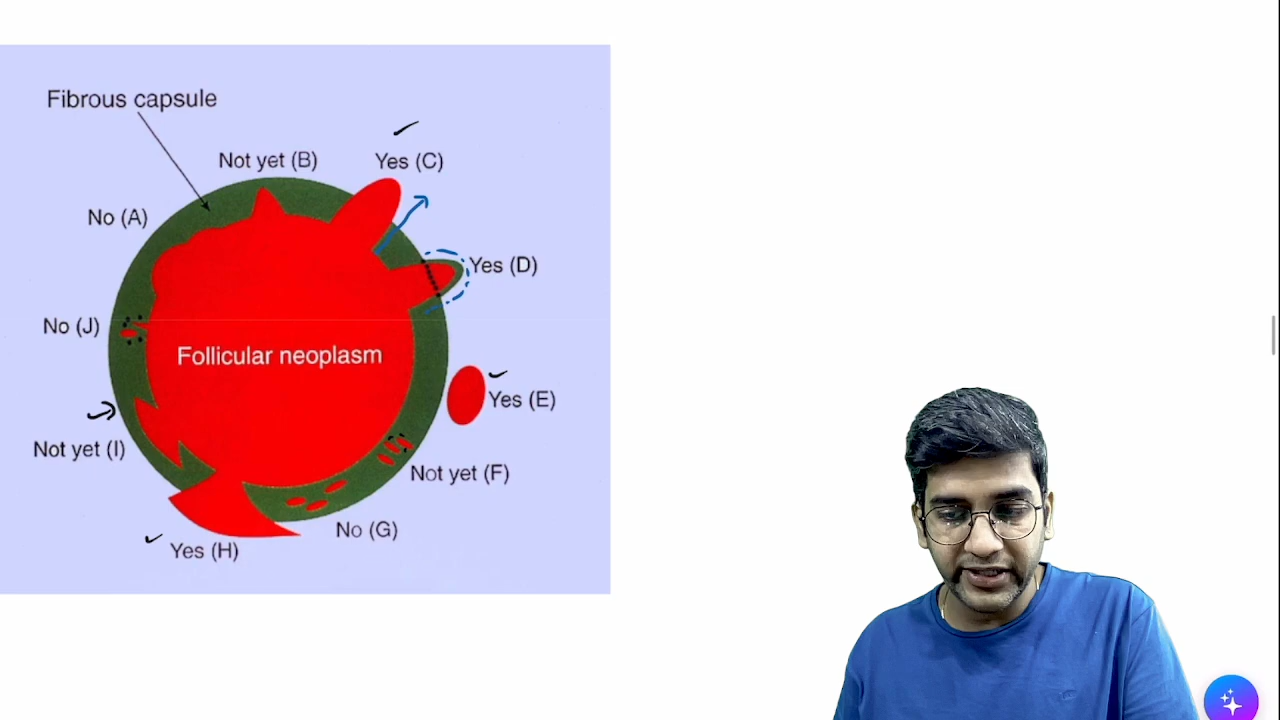 Fibrous capsule
Not yet (B)
Yes (C)
No (A)
Yes (D)
No (J)
Follicular neoplasm
Yes (E)
Not yet (I)
Not yet (F)
No (G)
Yes (H)